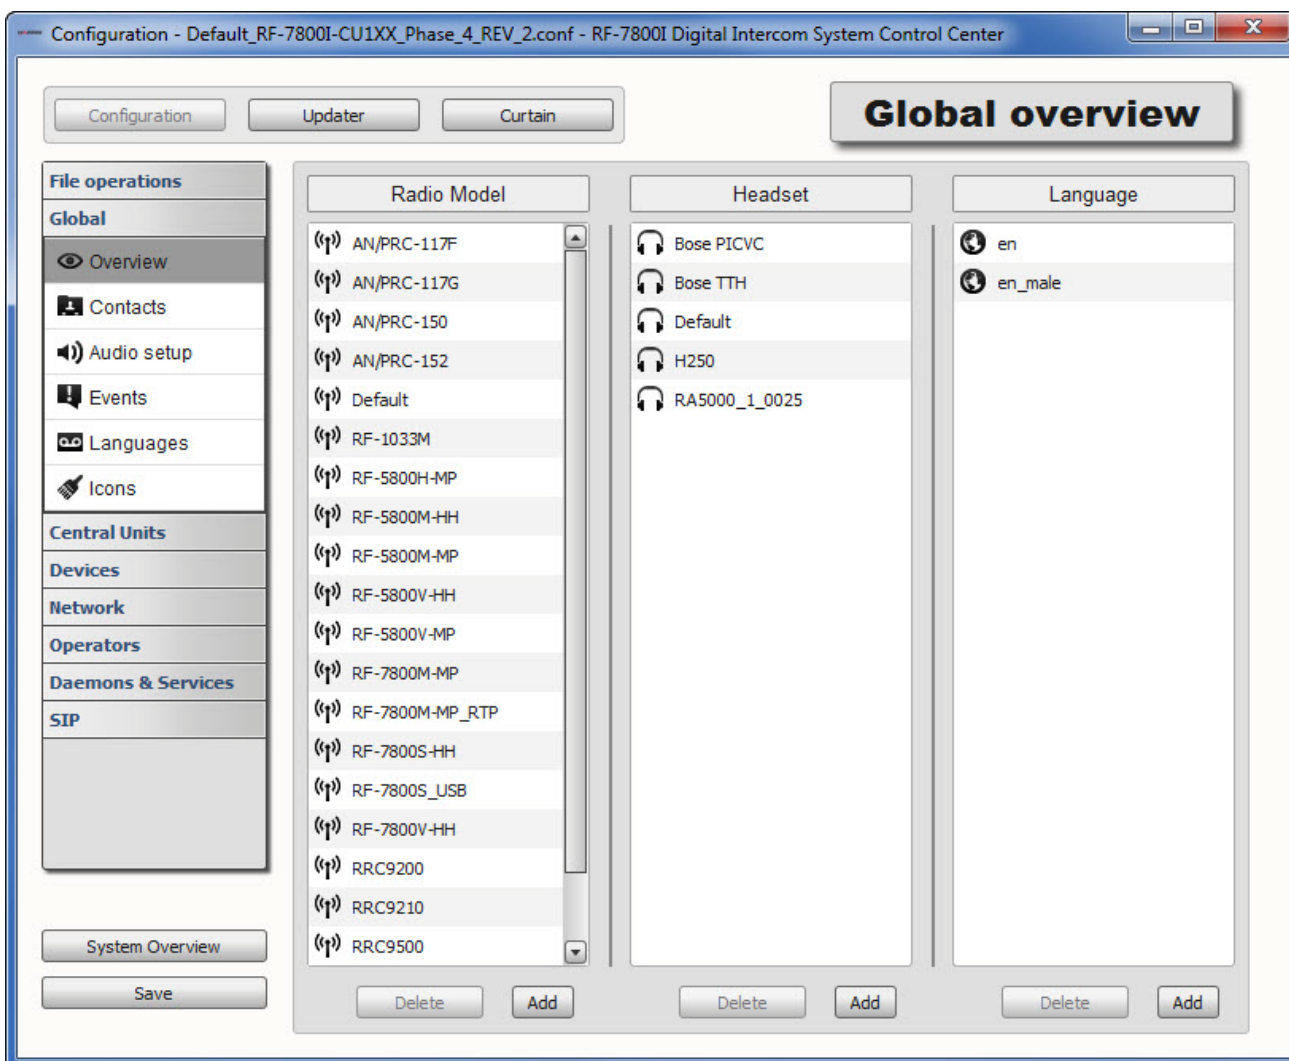 Configuration - Default_RF-7800I-CU1XX_Phase_4_REV_2.conf - RF-7800I Digital Intercom System Control Center
Configuration
Updater
Curtain
Global overview
File operations
Global
Overview
Contacts
Audio setup
Events
Languages
Icons
Central Units
Devices
Network
Operators
Daemons & Services
SIP
System Overview
Save
Radio Model
AN/PRC-117F
AN/PRC-117G
AN/PRC-150
AN/PRC-152
Default
RF-1033M
RF-5800H-MP
RF-5800M-HH
RF-5800M-MP
RF-5800V-HH
RF-5800V-MP
RF-7800M-MP
RF-7800M-MP_RTP
RF-7800S-HH
RF-7800S_USB
RF-7800V-HH
RRC9200
RRC9210
RRC9500
Delete
Add
Headset
Bose PICVC
Bose TTH
Default
H250
RA5000_1_0025
Delete
Add
Language
en
en_male
Delete
Add